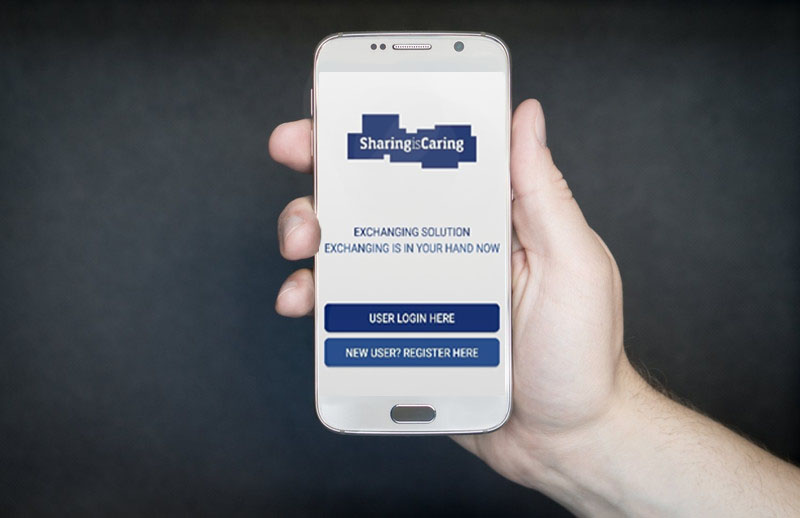 SharingisCaring
EXCHANGING SOLUTION
EXCHANGING IS IN YOUR HAND NOW
USER LOGIN HERE
NEW USER? REGISTER HERE